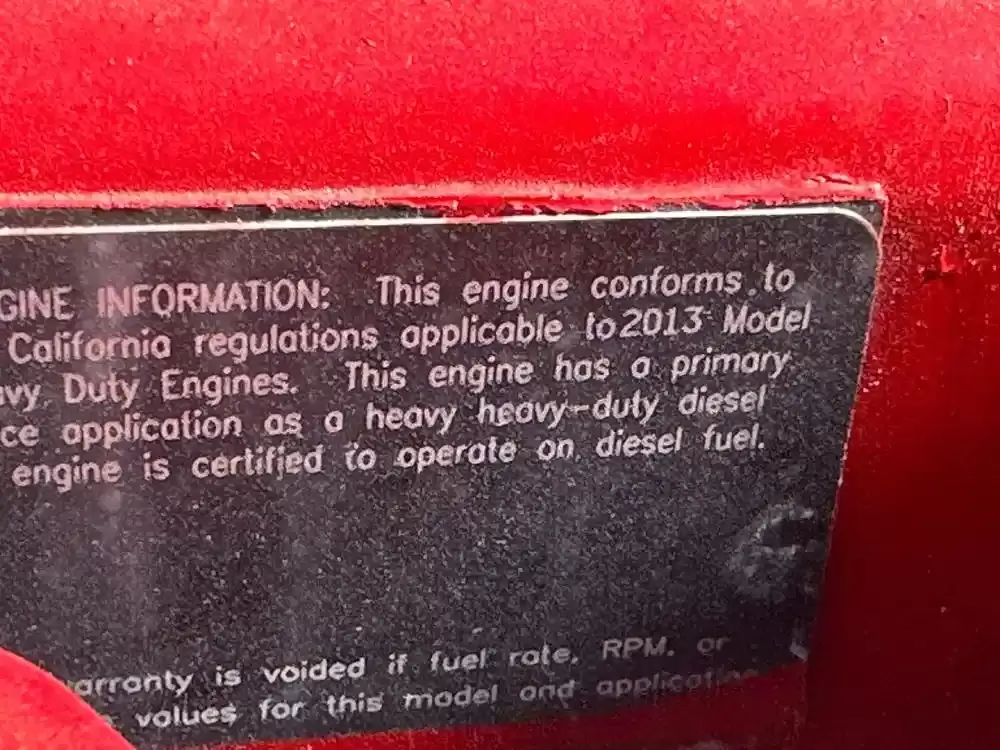 GINE INFORMATION: This engine conforms to
California regulations applicable to 2013 Model
vy Duty Engines. This engine has a primary
ce application as a heavy heavy-duty diesel
engine is certified to operate on diesel fuel.
arranty is voided if fuel rate, RPM, or
values for this model and application